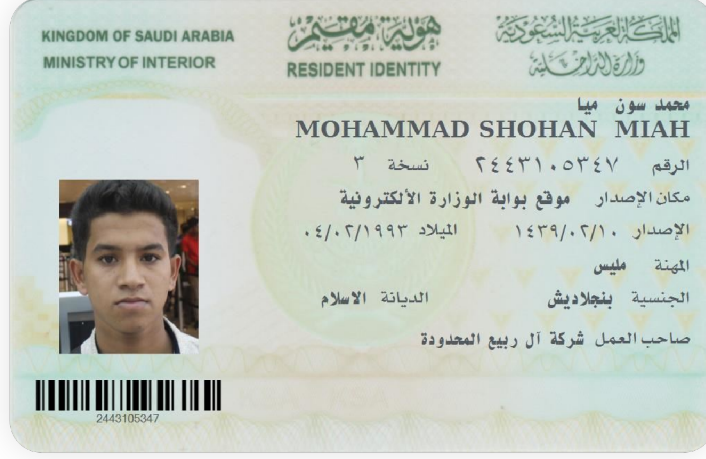 KINGDOM OF SAUDI ARABIA
MINISTRY OF INTERIOR
هوية مقيم
RESIDENT IDENTITY
المملكة العربية السعودية
وزارة الداخلية
محمد سون ميا
MOHAMMAD SHOHAN MIAH
الرقم ٢٤٤٣١٠٥٣٤٧ نسخة ٣
مكان الإصدار موقع بوابة الوزارة الألكترونية
الإصدار ١٤٣٩/٠٢/١٠ الميلاد ٠٤/٠٢/١٩٩٣
المهنة مليس
الجنسية بنجلاديش الديانة الاسلام
صاحب العمل شركة آل ربيع المحدودة
2443105347